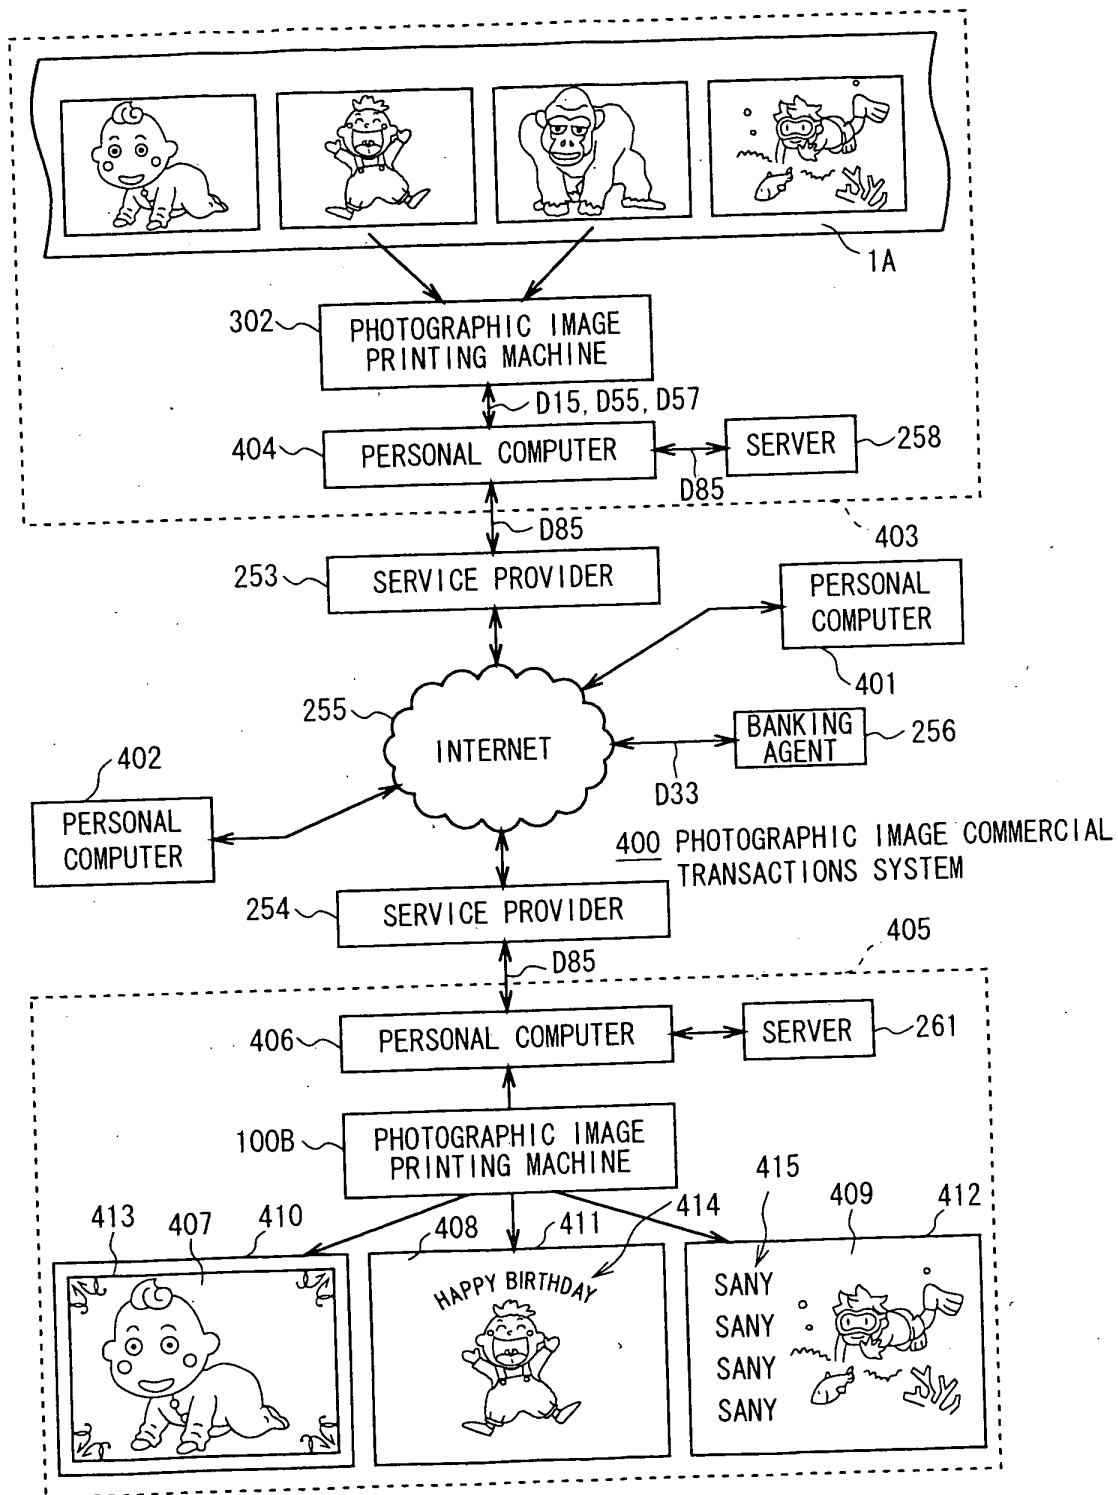 1A
302
PHOTOGRAPHIC IMAGE
PRINTING MACHINE
D15, D55, D57
404
PERSONAL COMPUTER
SERVER
258
D85
D85
403
253
SERVICE PROVIDER
PERSONAL
COMPUTER
401
255
INTERNET
BANKING
AGENT
256
D33
402
PERSONAL
COMPUTER
400 PHOTOGRAPHIC IMAGE COMMERCIAL
TRANSACTIONS SYSTEM
254
SERVICE PROVIDER
405
D85
406
PERSONAL COMPUTER
SERVER
261
100B
PHOTOGRAPHIC IMAGE
PRINTING MACHINE
413
407
410
408
411
414
415
409
412
HAPPY BIRTHDAY
SANY
SANY
SANY
SANY